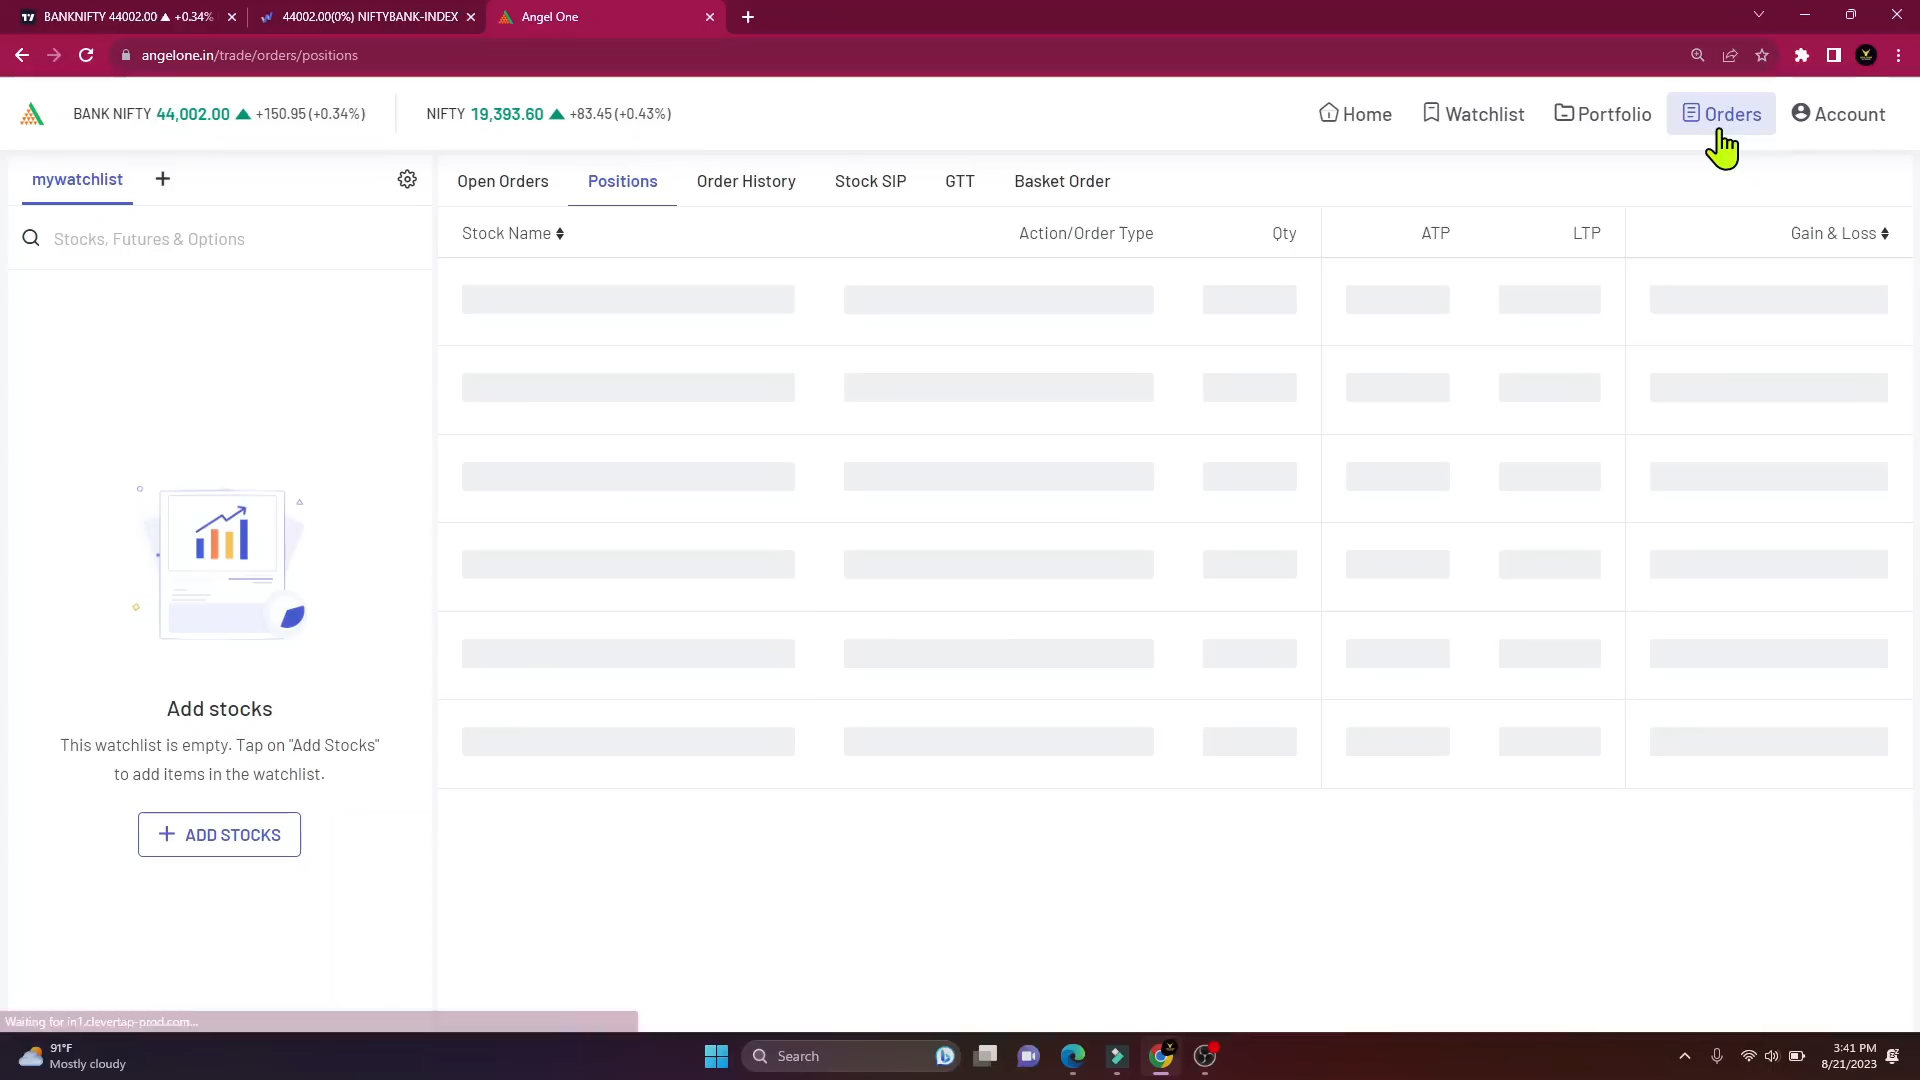 BANKNIFTY 44002.00 ▲ +0.34%
44002.00(0%) NIFTYBANK-INDEX
Angel One
angelone.in/trade/orders/positions
BANK NIFTY 44,002.00 ▲ +150.95(+0.34%)
NIFTY 19,393.60 ▲ +83.45(+0.43%)
Home
Watchlist
Portfolio
Orders
Account
mywatchlist
Open Orders
Positions
Order History
Stock SIP
GTT
Basket Order
Stocks, Futures & Options
Stock Name
Action/Order Type
Qty
ATP
LTP
Gain & Loss
Add stocks
This watchlist is empty. Tap on "Add Stocks"
to add items in the watchlist.
+ ADD STOCKS
Waiting for in1.clevertap-prod.com...
91°F
Mostly cloudy
Search
3:41 PM
8/21/2023